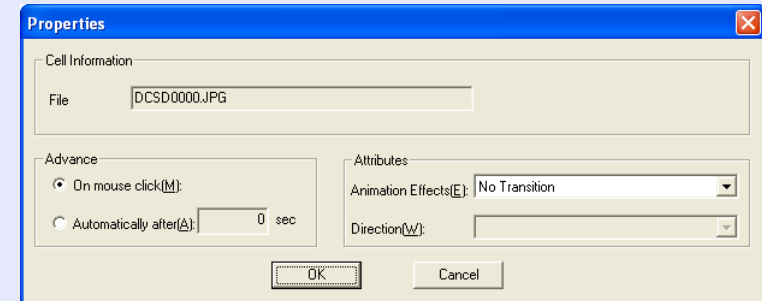 Properties
Cell Information
File DCSD0000.JPG
Advance
On mouse click(M):
Automatically after(A): 0 sec
Attributes
Animation Effects(E): No Transition
Direction(W):
OK Cancel